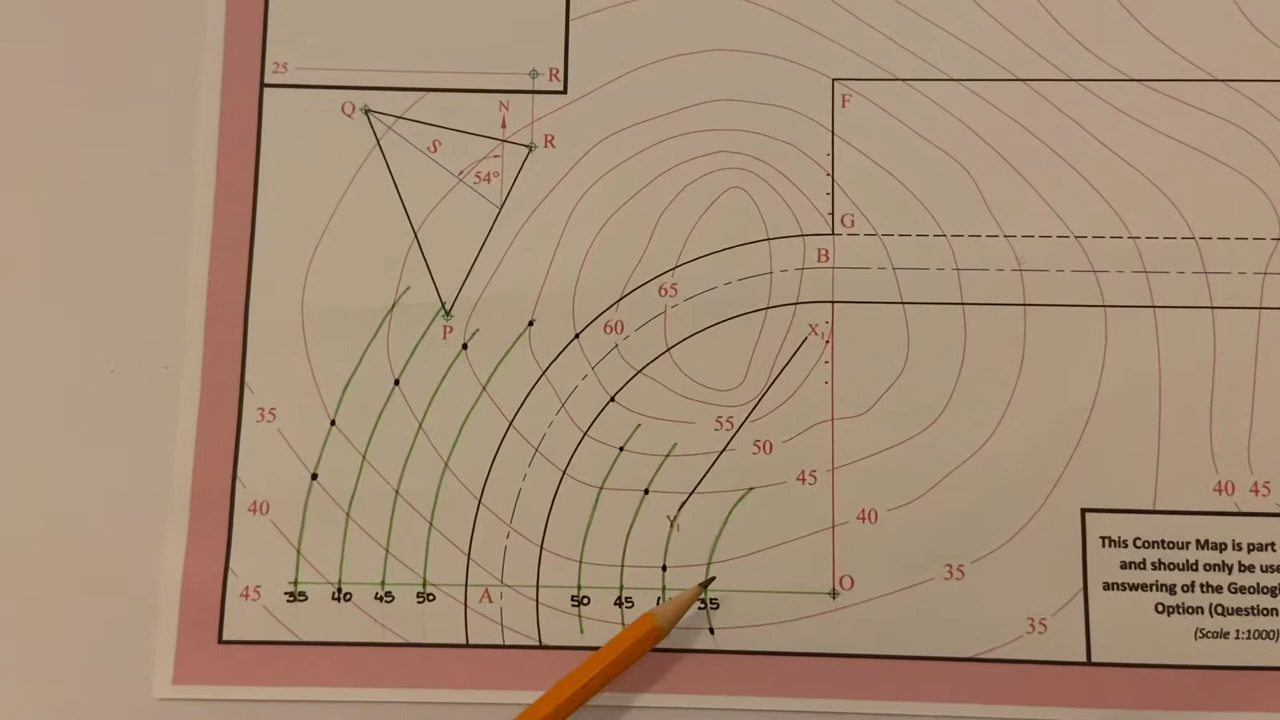 25
R
Q
N
R
F
S
54°
G
B
65
P
60
X1
35
55
50
45
40
45
40
Y1
40
35
45
O
A
35
40
45
50
50
45
35
35
This Contour Map is part
and should only be use
answering of the Geologi
Option (Question
(Scale 1:1000)